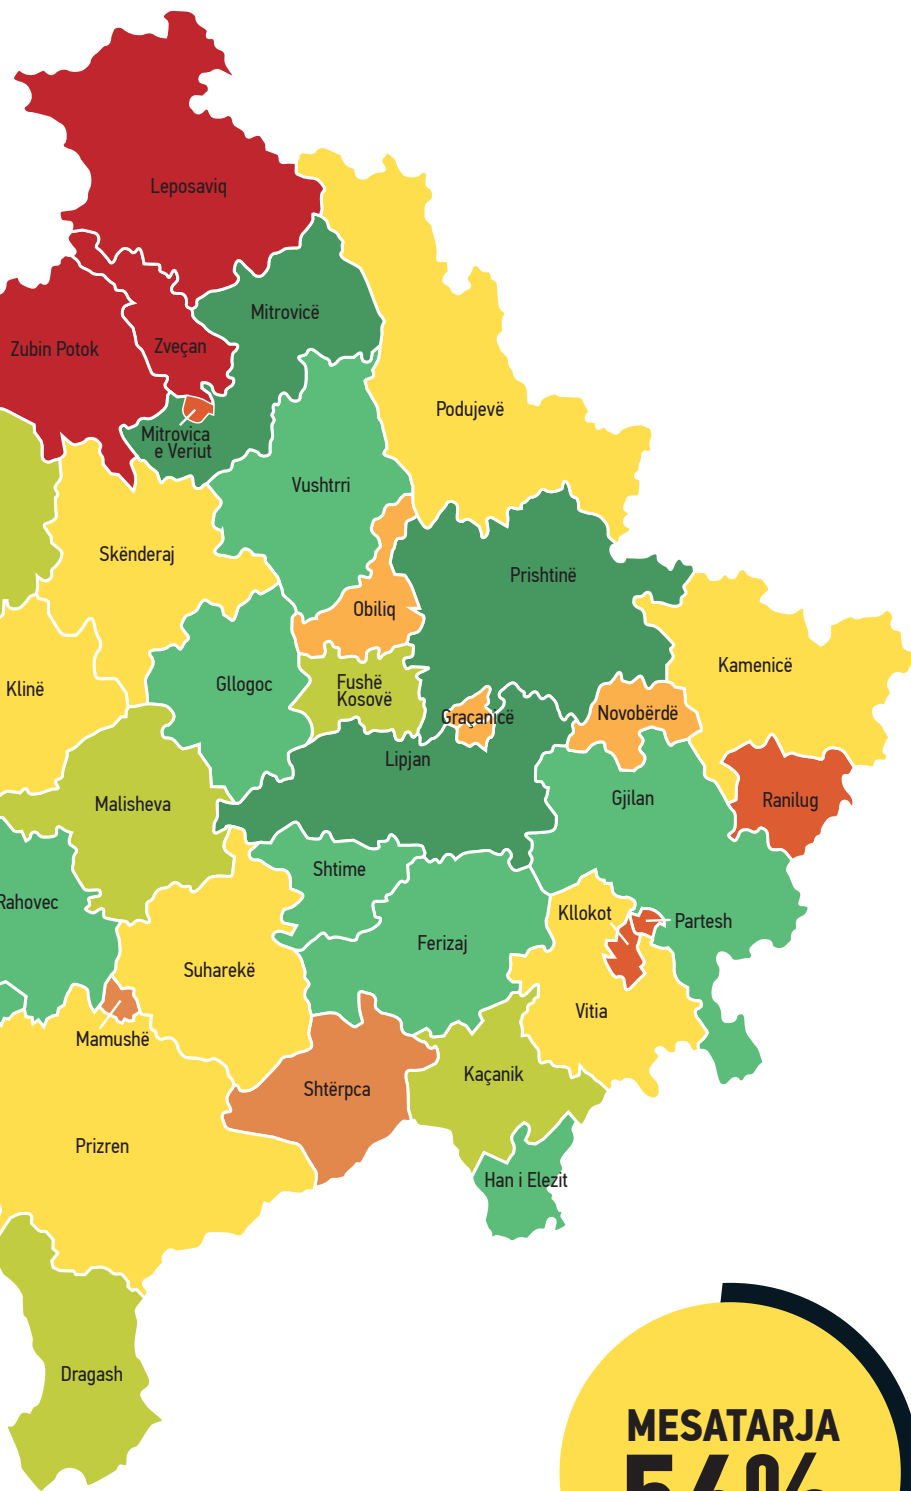 Leposaviq
Mitrovicë
Zubin Potok
Zveçan
Podujevë
Mitrovica
e Veriut
Vushtrri
Skënderaj
Prishtinë
Obiliq
Kamenicë
Klinë
Gllogoc
Fushë
Kosovë
Graçanicë
Novobërdë
Lipjan
Malisheva
Gjilan
Ranilug
Shtime
Rahovec
Kllokot
Partesh
Ferizaj
Suharekë
Vitia
Mamushë
Kaçanik
Shtërpca
Prizren
Han i Elezit
Dragash
MESATARJA
54%